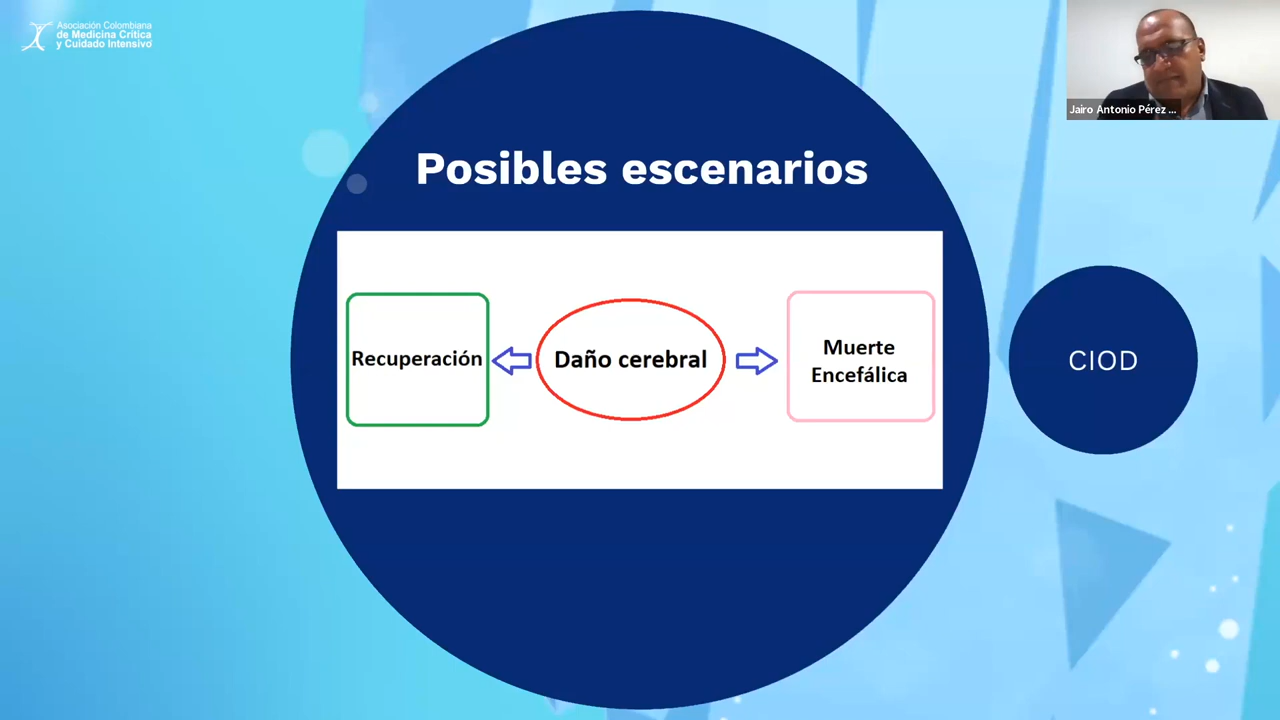 Asociación Colombiana
de Medicina Crítica
y Cuidado Intensivo
Jairo Antonio Pérez ...
Posibles escenarios
Recuperación
Daño cerebral
Muerte
Encefálica
CIOD